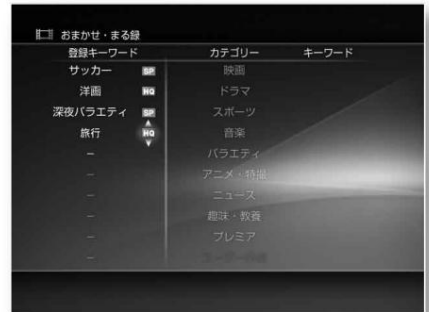 おまかせ・まる録
登録キーワード カテゴリー キーワード
サッカー SP 映画
洋画 HQ ドラマ
深夜バラエティ SP スポーツ
旅行 HQ 音楽
– バラエティ
– アニメ・特撮
– ニュース
– 趣味・教養
– プレミア
–